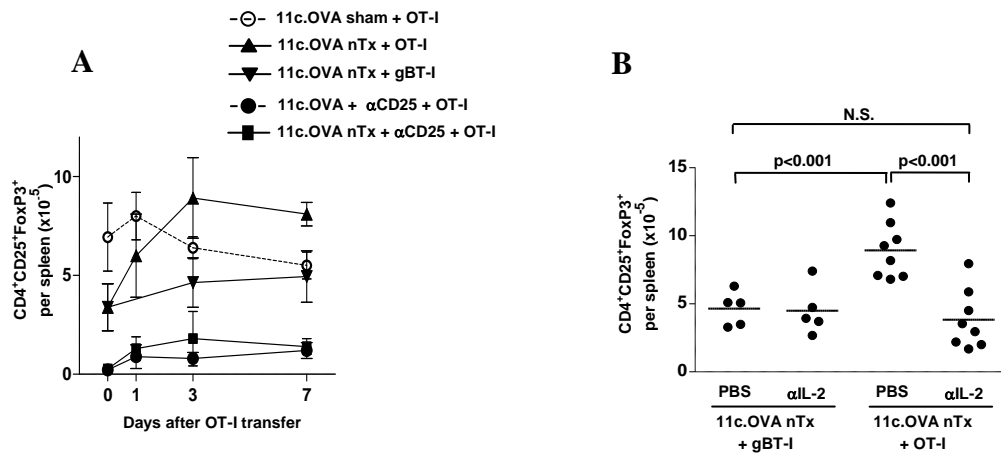 A
11c.OVA sham + OT-I
11c.OVA nTx + OT-I
11c.OVA nTx + gBT-I
11c.OVA + αCD25 + OT-I
11c.OVA nTx + αCD25 + OT-I
CD4⁺CD25⁺FoxP3⁺
per spleen (x10⁻⁵)
10
5
0
0 1 3 7
Days after OT-I transfer
B
N.S.
p<0.001 p<0.001
CD4⁺CD25⁺FoxP3⁺
per spleen (x10⁻⁵)
15
10
5
0
PBS αIL-2 PBS αIL-2
11c.OVA nTx 11c.OVA nTx
+ gBT-I + OT-I